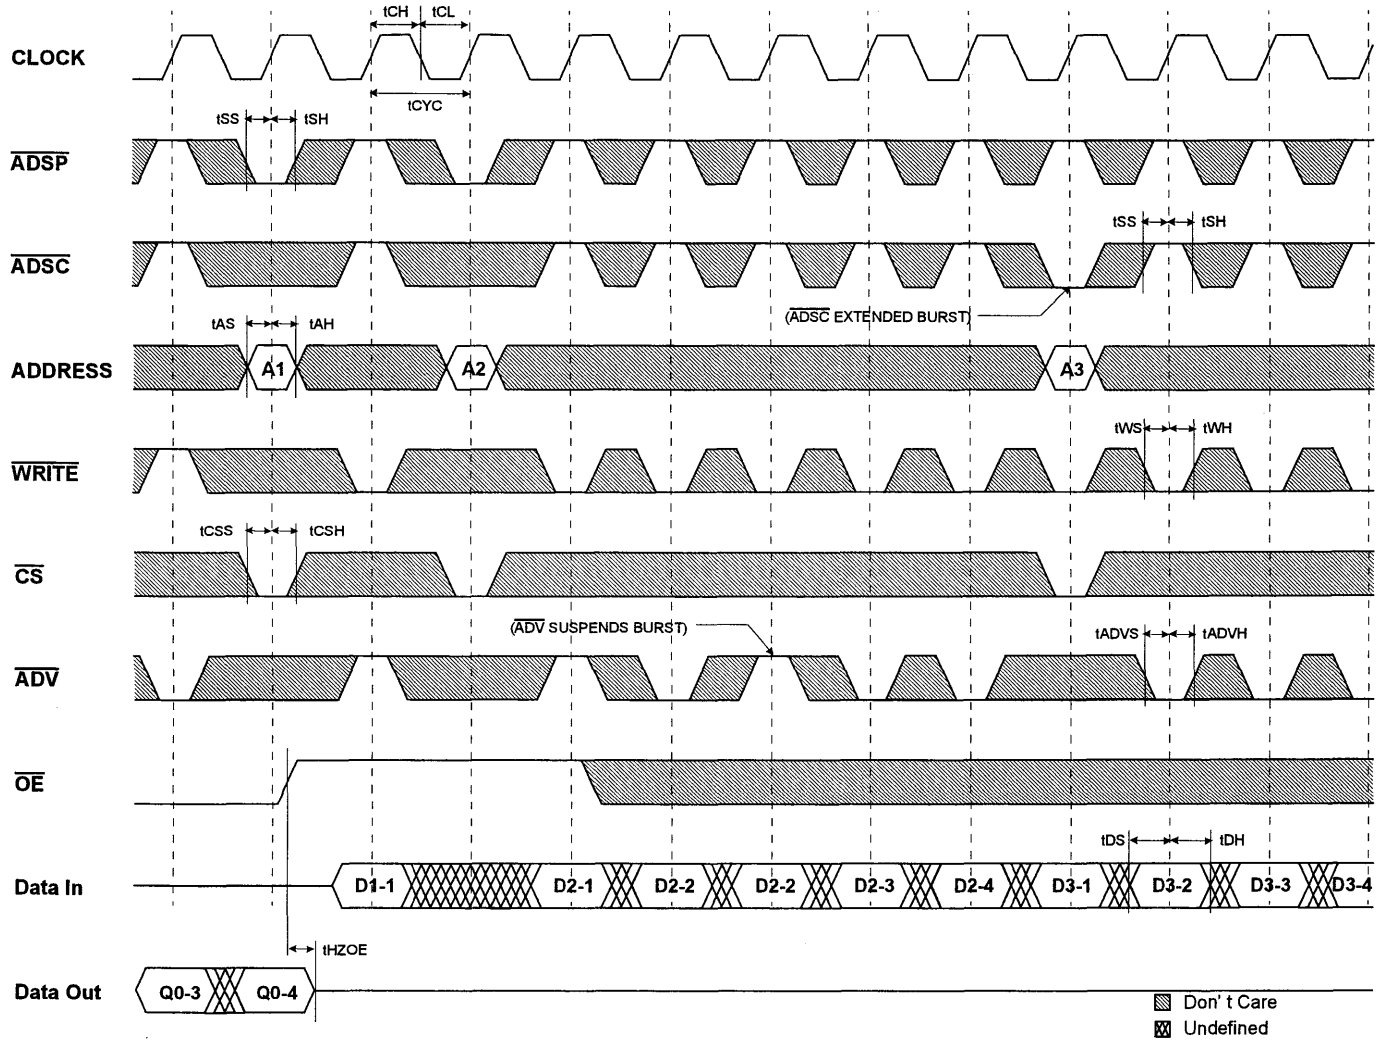 tCH tCL
CLOCK
tCYC
tSS tSH
ADSP
tSS tSH
ADSC
(ADSC EXTENDED BURST)
tAS tAH
ADDRESS A1 A2 A3
tWS tWH
WRITE
tCSS tCSH
CS
(ADV SUSPENDS BURST)
tADVS tADVH
ADV
OE
tDS tDH
Data In D1-1 D2-1 D2-2 D2-2 D2-3 D2-4 D3-1 D3-2 D3-3 D3-4
tHZOE
Data Out Q0-3 Q0-4
Don't Care
Undefined